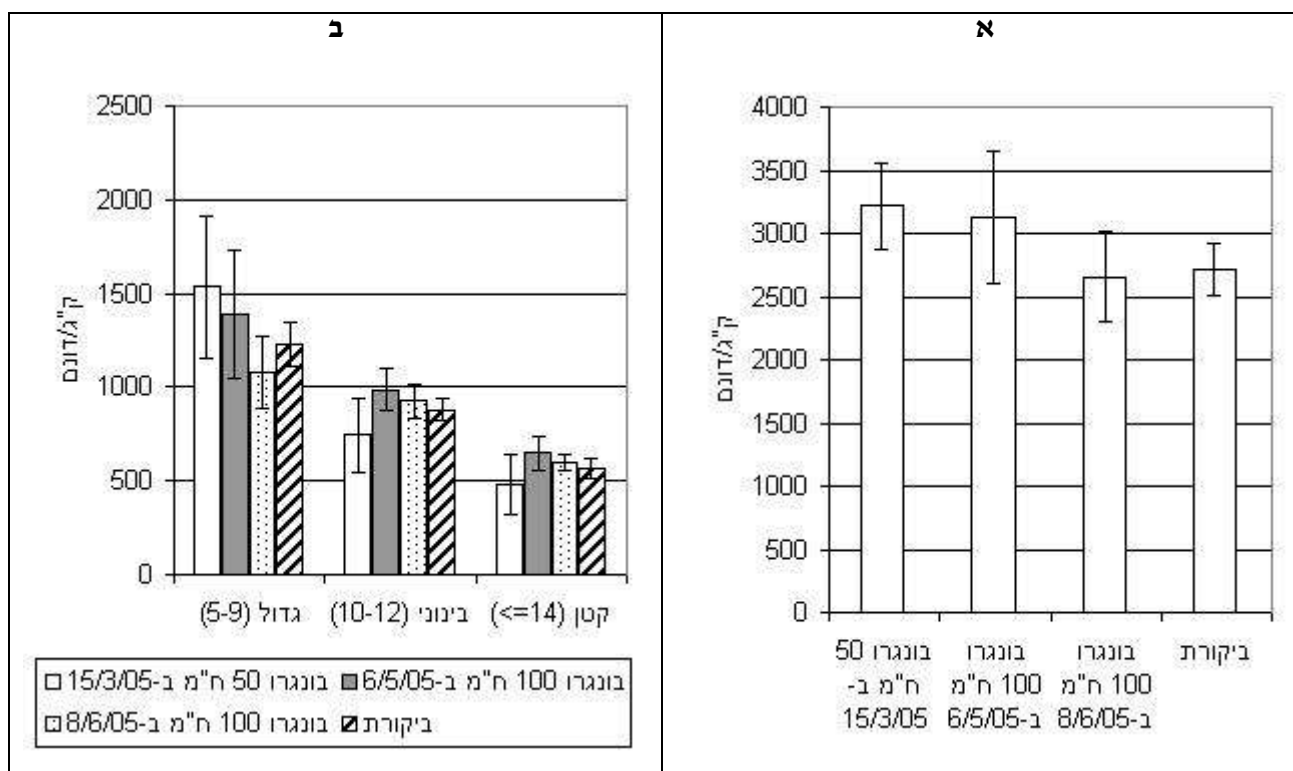 א
4000
3500
3000
2500
2000
1500
1000
500
0
ק"ג/דונם
בונגרו 50
ח"מ ב-
15/3/05
בונגרו
100 ח"מ
ב-6/5/05
בונגרו
100 ח"מ
ב-8/6/05
ביקורת
ב
2500
2000
1500
1000
500
0
ק"ג/דונם
גדול (5-9)
בינוני (10-12)
קטן (14=>)
בונגרו 50 ח"מ ב-15/3/05
בונגרו 100 ח"מ ב-6/5/05
בונגרו 100 ח"מ ב-8/6/05
ביקורת